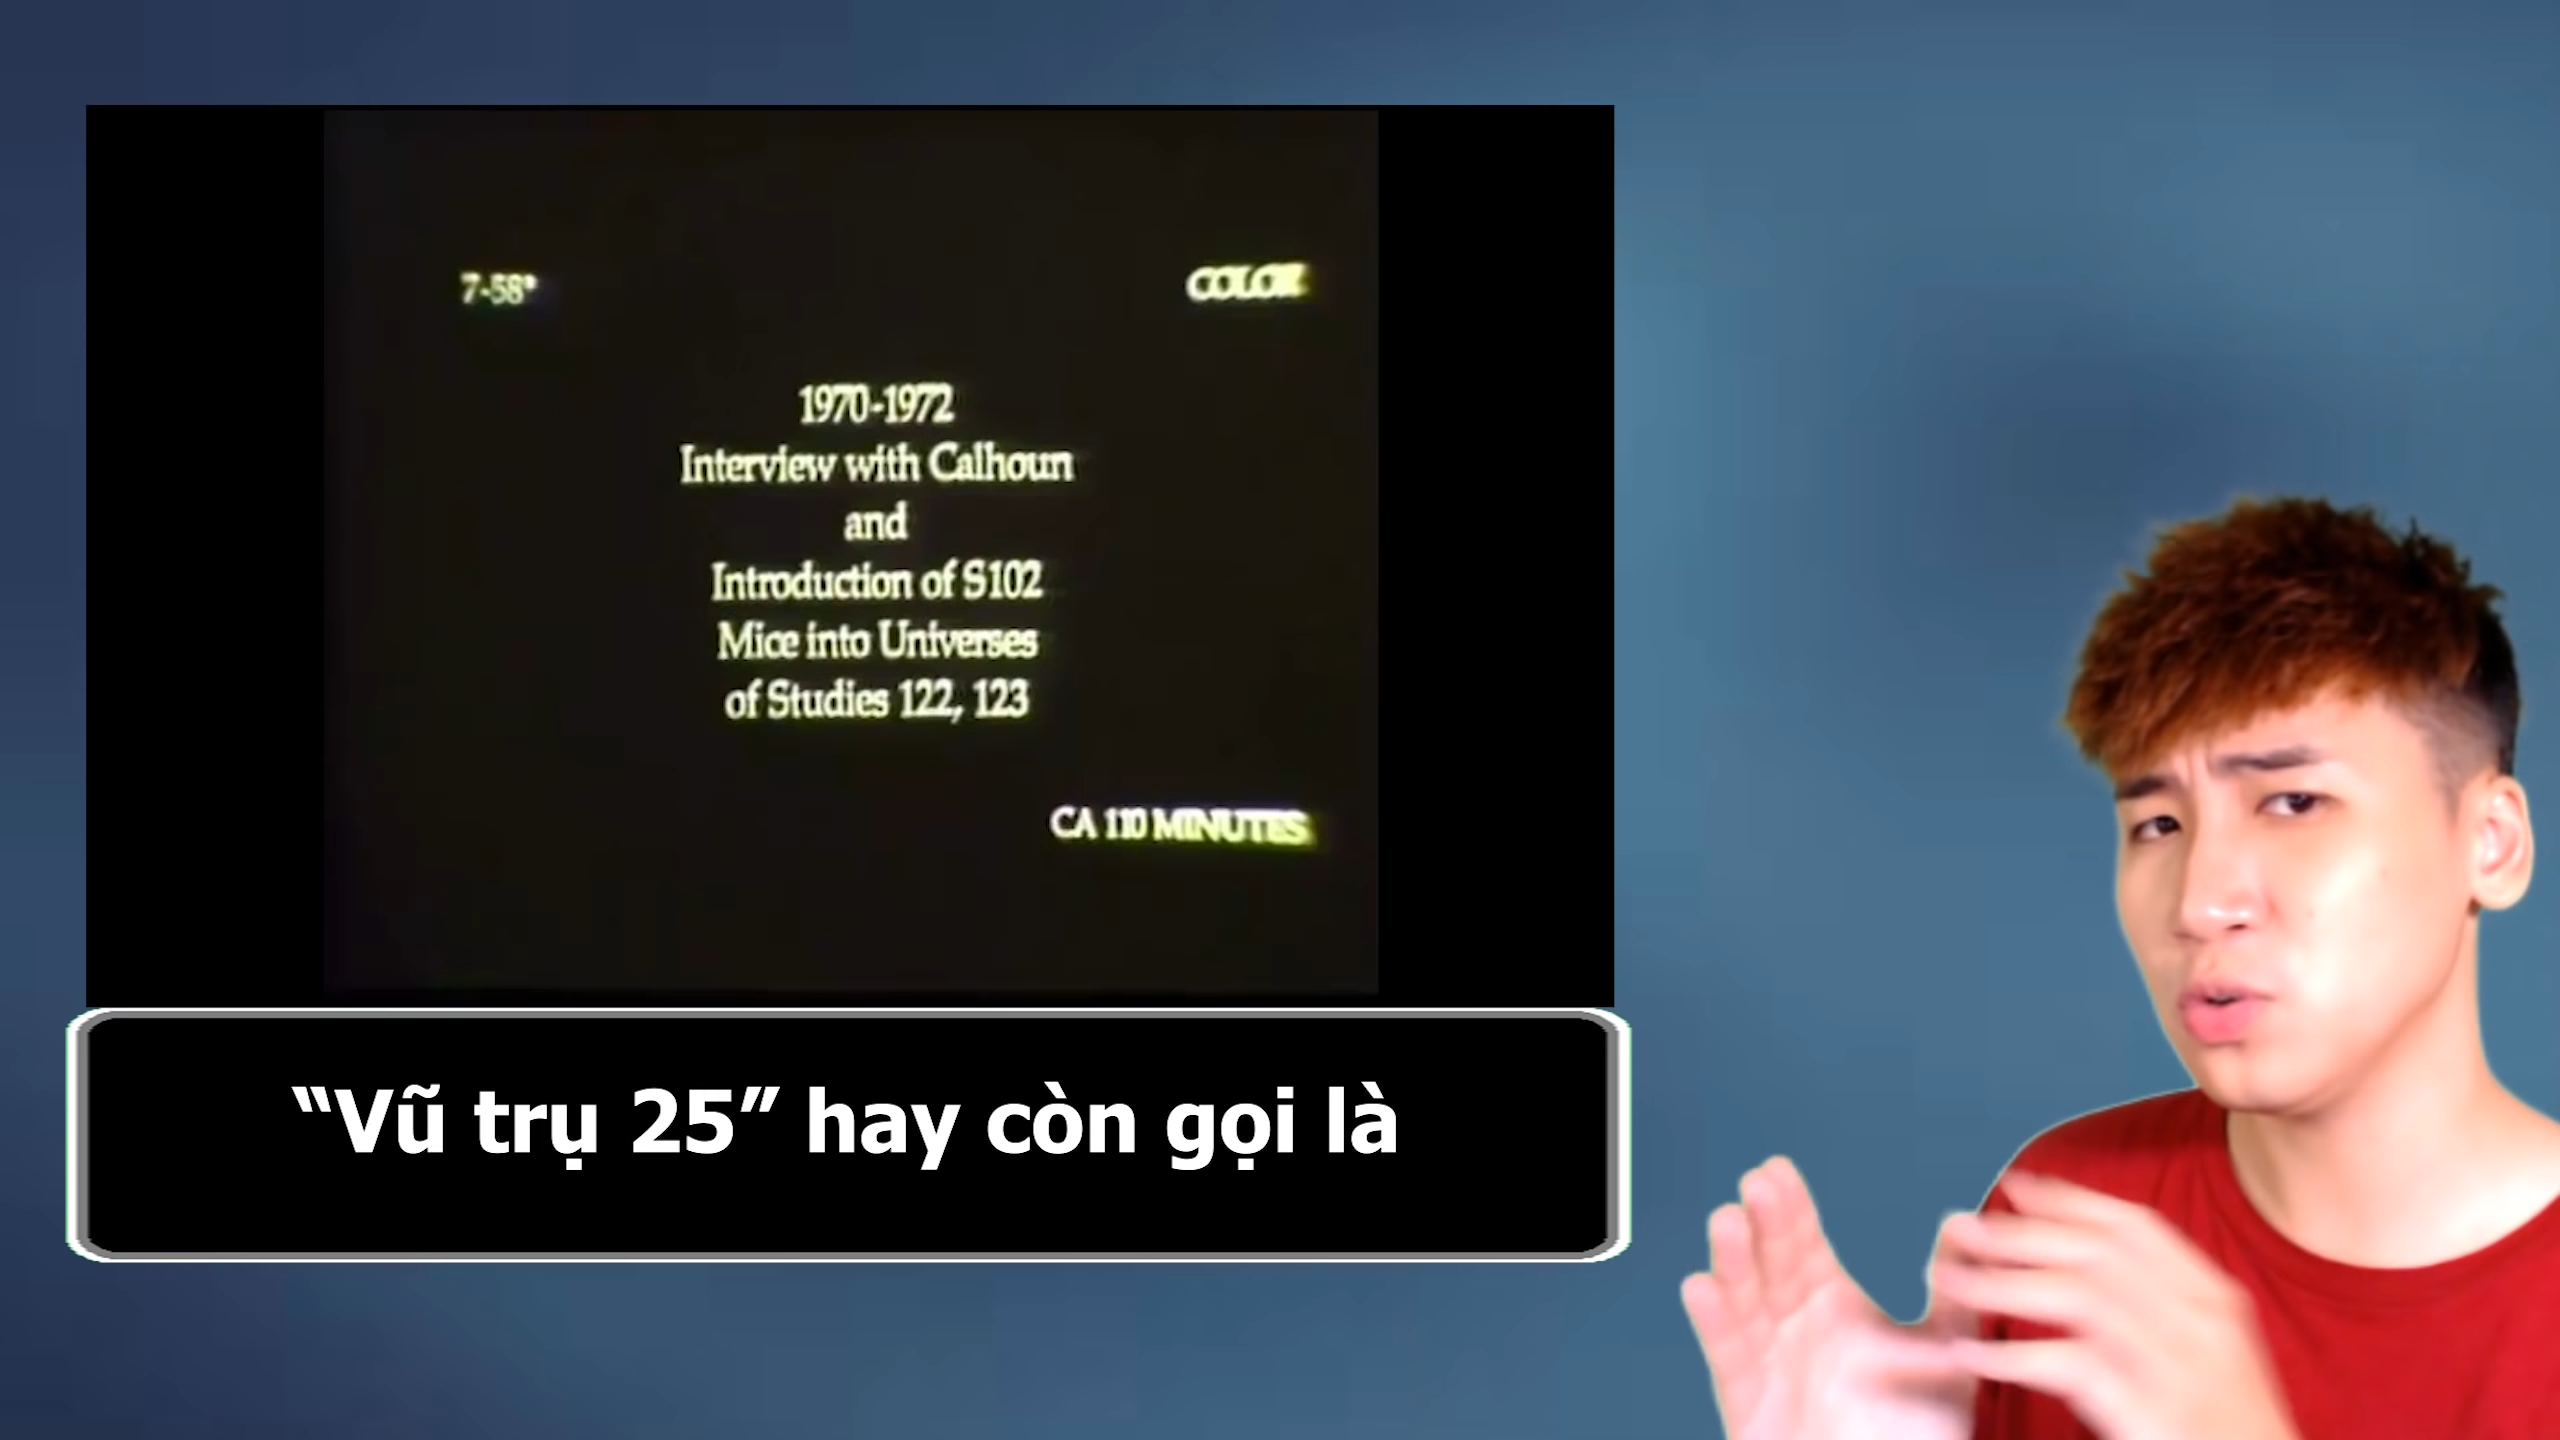 7-58*
COLOR
1970-1972
Interview with Calhoun
and
Introduction of S102
Mice into Universes
of Studies 122, 123
CA 110 MINUTES
“Vũ trụ 25” hay còn gọi là